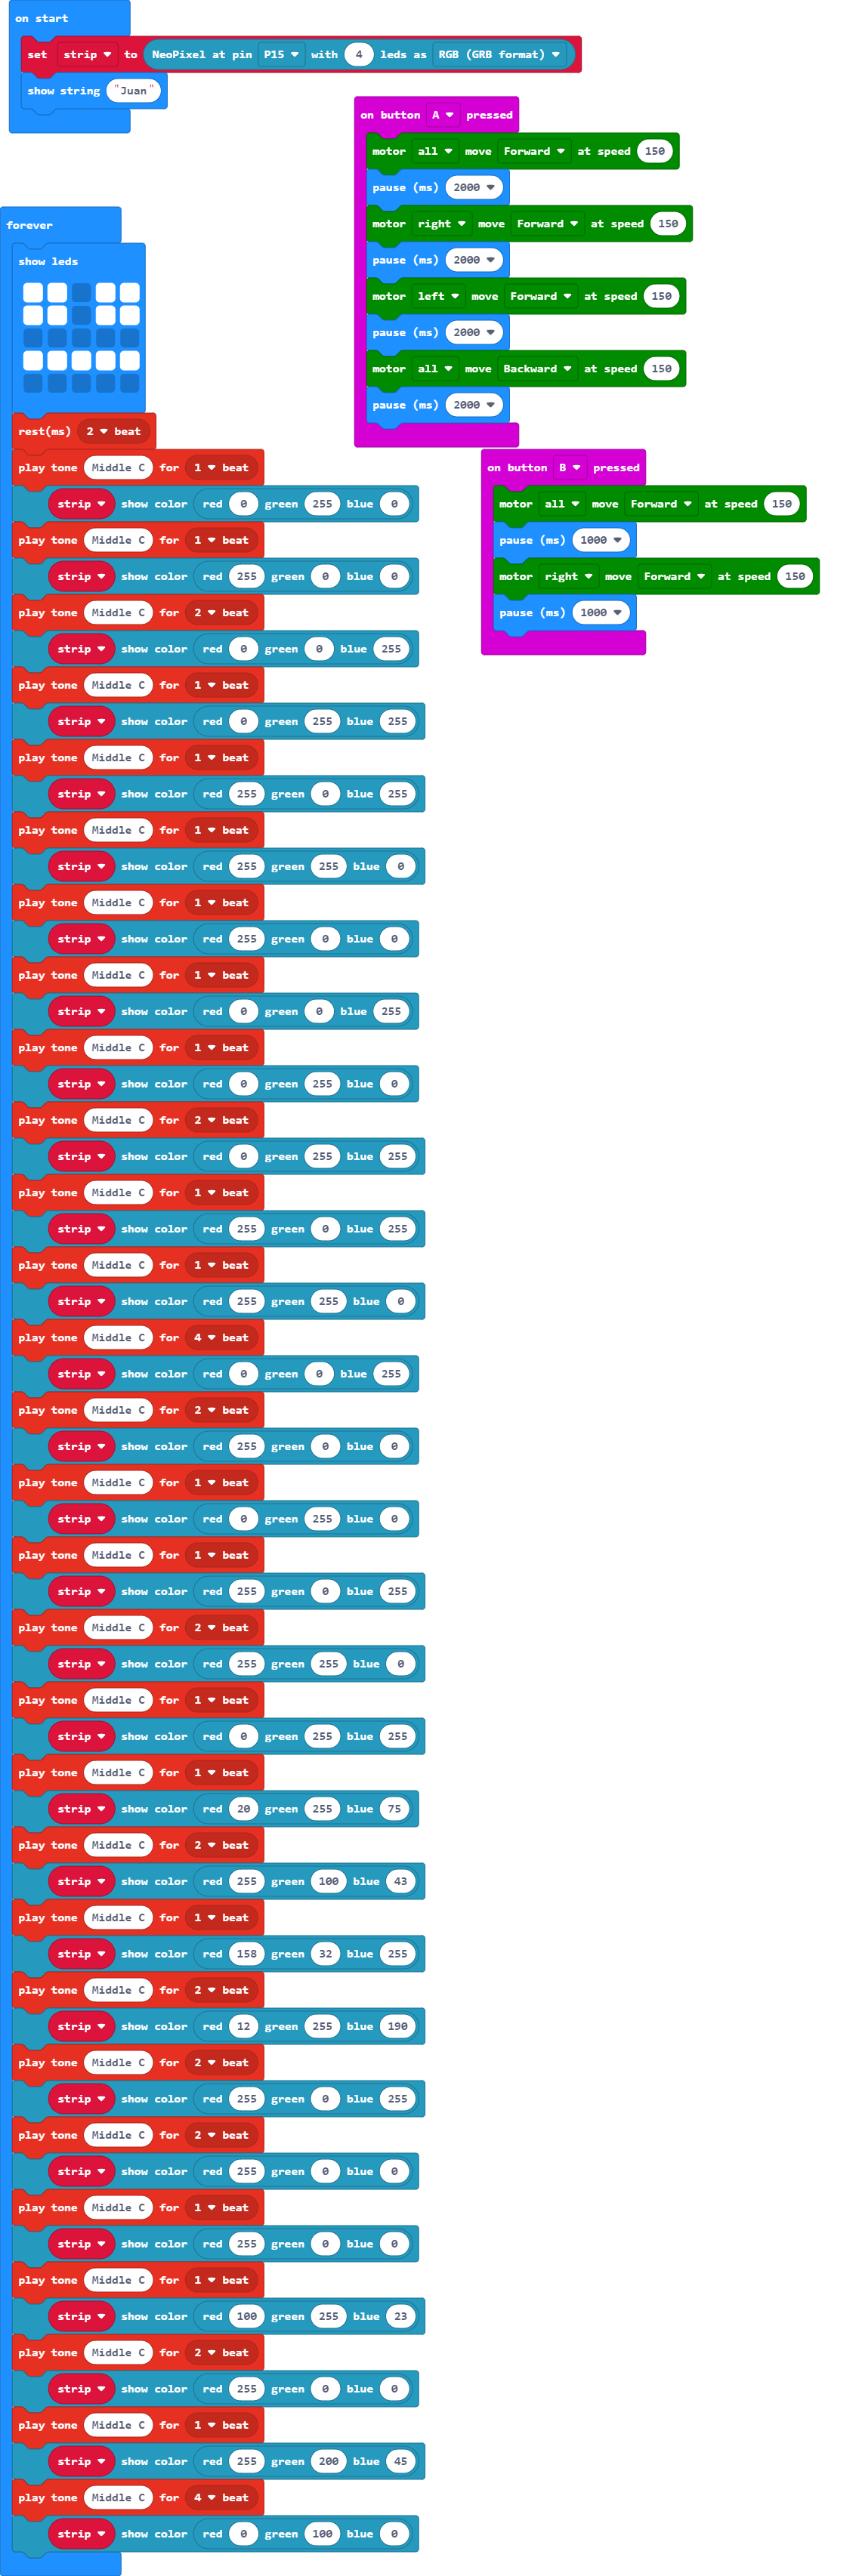 on start
set strip to NeoPixel at pin P15 with 4 leds as RGB (GRB format)
show string "Juan"
on button A pressed
motor all move Forward at speed 150
pause (ms) 2000
motor right move Forward at speed 150
pause (ms) 2000
motor left move Forward at speed 150
pause (ms) 2000
motor all move Backward at speed 150
pause (ms) 2000
on button B pressed
motor all move Forward at speed 150
pause (ms) 1000
motor right move Forward at speed 150
pause (ms) 1000
forever
show leds
rest(ms) 2 beat
play tone Middle C for 1 beat
strip show color red 0 green 255 blue 0
play tone Middle C for 1 beat
strip show color red 255 green 0 blue 0
play tone Middle C for 2 beat
strip show color red 0 green 0 blue 255
play tone Middle C for 1 beat
strip show color red 0 green 255 blue 255
play tone Middle C for 1 beat
strip show color red 255 green 0 blue 255
play tone Middle C for 1 beat
strip show color red 255 green 255 blue 0
play tone Middle C for 1 beat
strip show color red 255 green 0 blue 0
play tone Middle C for 1 beat
strip show color red 0 green 0 blue 255
play tone Middle C for 1 beat
strip show color red 0 green 255 blue 0
play tone Middle C for 2 beat
strip show color red 0 green 255 blue 255
play tone Middle C for 1 beat
strip show color red 255 green 0 blue 255
play tone Middle C for 1 beat
strip show color red 255 green 255 blue 0
play tone Middle C for 4 beat
strip show color red 0 green 0 blue 255
play tone Middle C for 2 beat
strip show color red 255 green 0 blue 0
play tone Middle C for 1 beat
strip show color red 0 green 255 blue 0
play tone Middle C for 1 beat
strip show color red 255 green 0 blue 255
play tone Middle C for 2 beat
strip show color red 255 green 255 blue 0
play tone Middle C for 1 beat
strip show color red 0 green 255 blue 255
play tone Middle C for 1 beat
strip show color red 20 green 255 blue 75
play tone Middle C for 2 beat
strip show color red 255 green 100 blue 43
play tone Middle C for 1 beat
strip show color red 158 green 32 blue 255
play tone Middle C for 2 beat
strip show color red 12 green 255 blue 190
play tone Middle C for 2 beat
strip show color red 255 green 0 blue 255
play tone Middle C for 2 beat
strip show color red 255 green 0 blue 0
play tone Middle C for 1 beat
strip show color red 255 green 0 blue 0
play tone Middle C for 1 beat
strip show color red 100 green 255 blue 23
play tone Middle C for 2 beat
strip show color red 255 green 0 blue 0
play tone Middle C for 1 beat
strip show color red 255 green 200 blue 45
play tone Middle C for 4 beat
strip show color red 0 green 100 blue 0